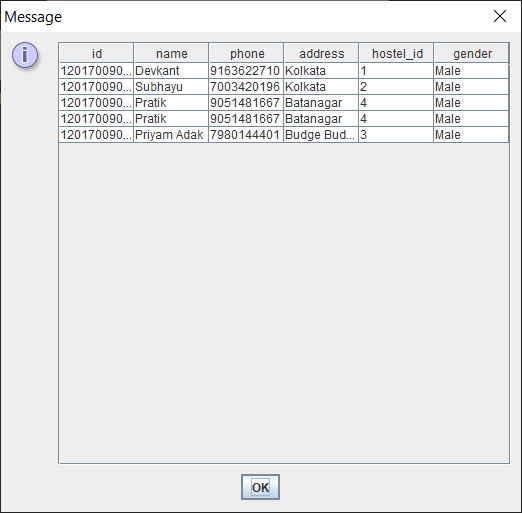 Message
id name phone address hostel_id gender
120170090... Devkant 9163622710 Kolkata 1 Male
120170090... Subhayu 7003420196 Kolkata 2 Male
120170090... Pratik 9051481667 Batanagar 4 Male
120170090... Pratik 9051481667 Batanagar 4 Male
120170090... Priyam Adak 7980144401 Budge Bud... 3 Male
OK